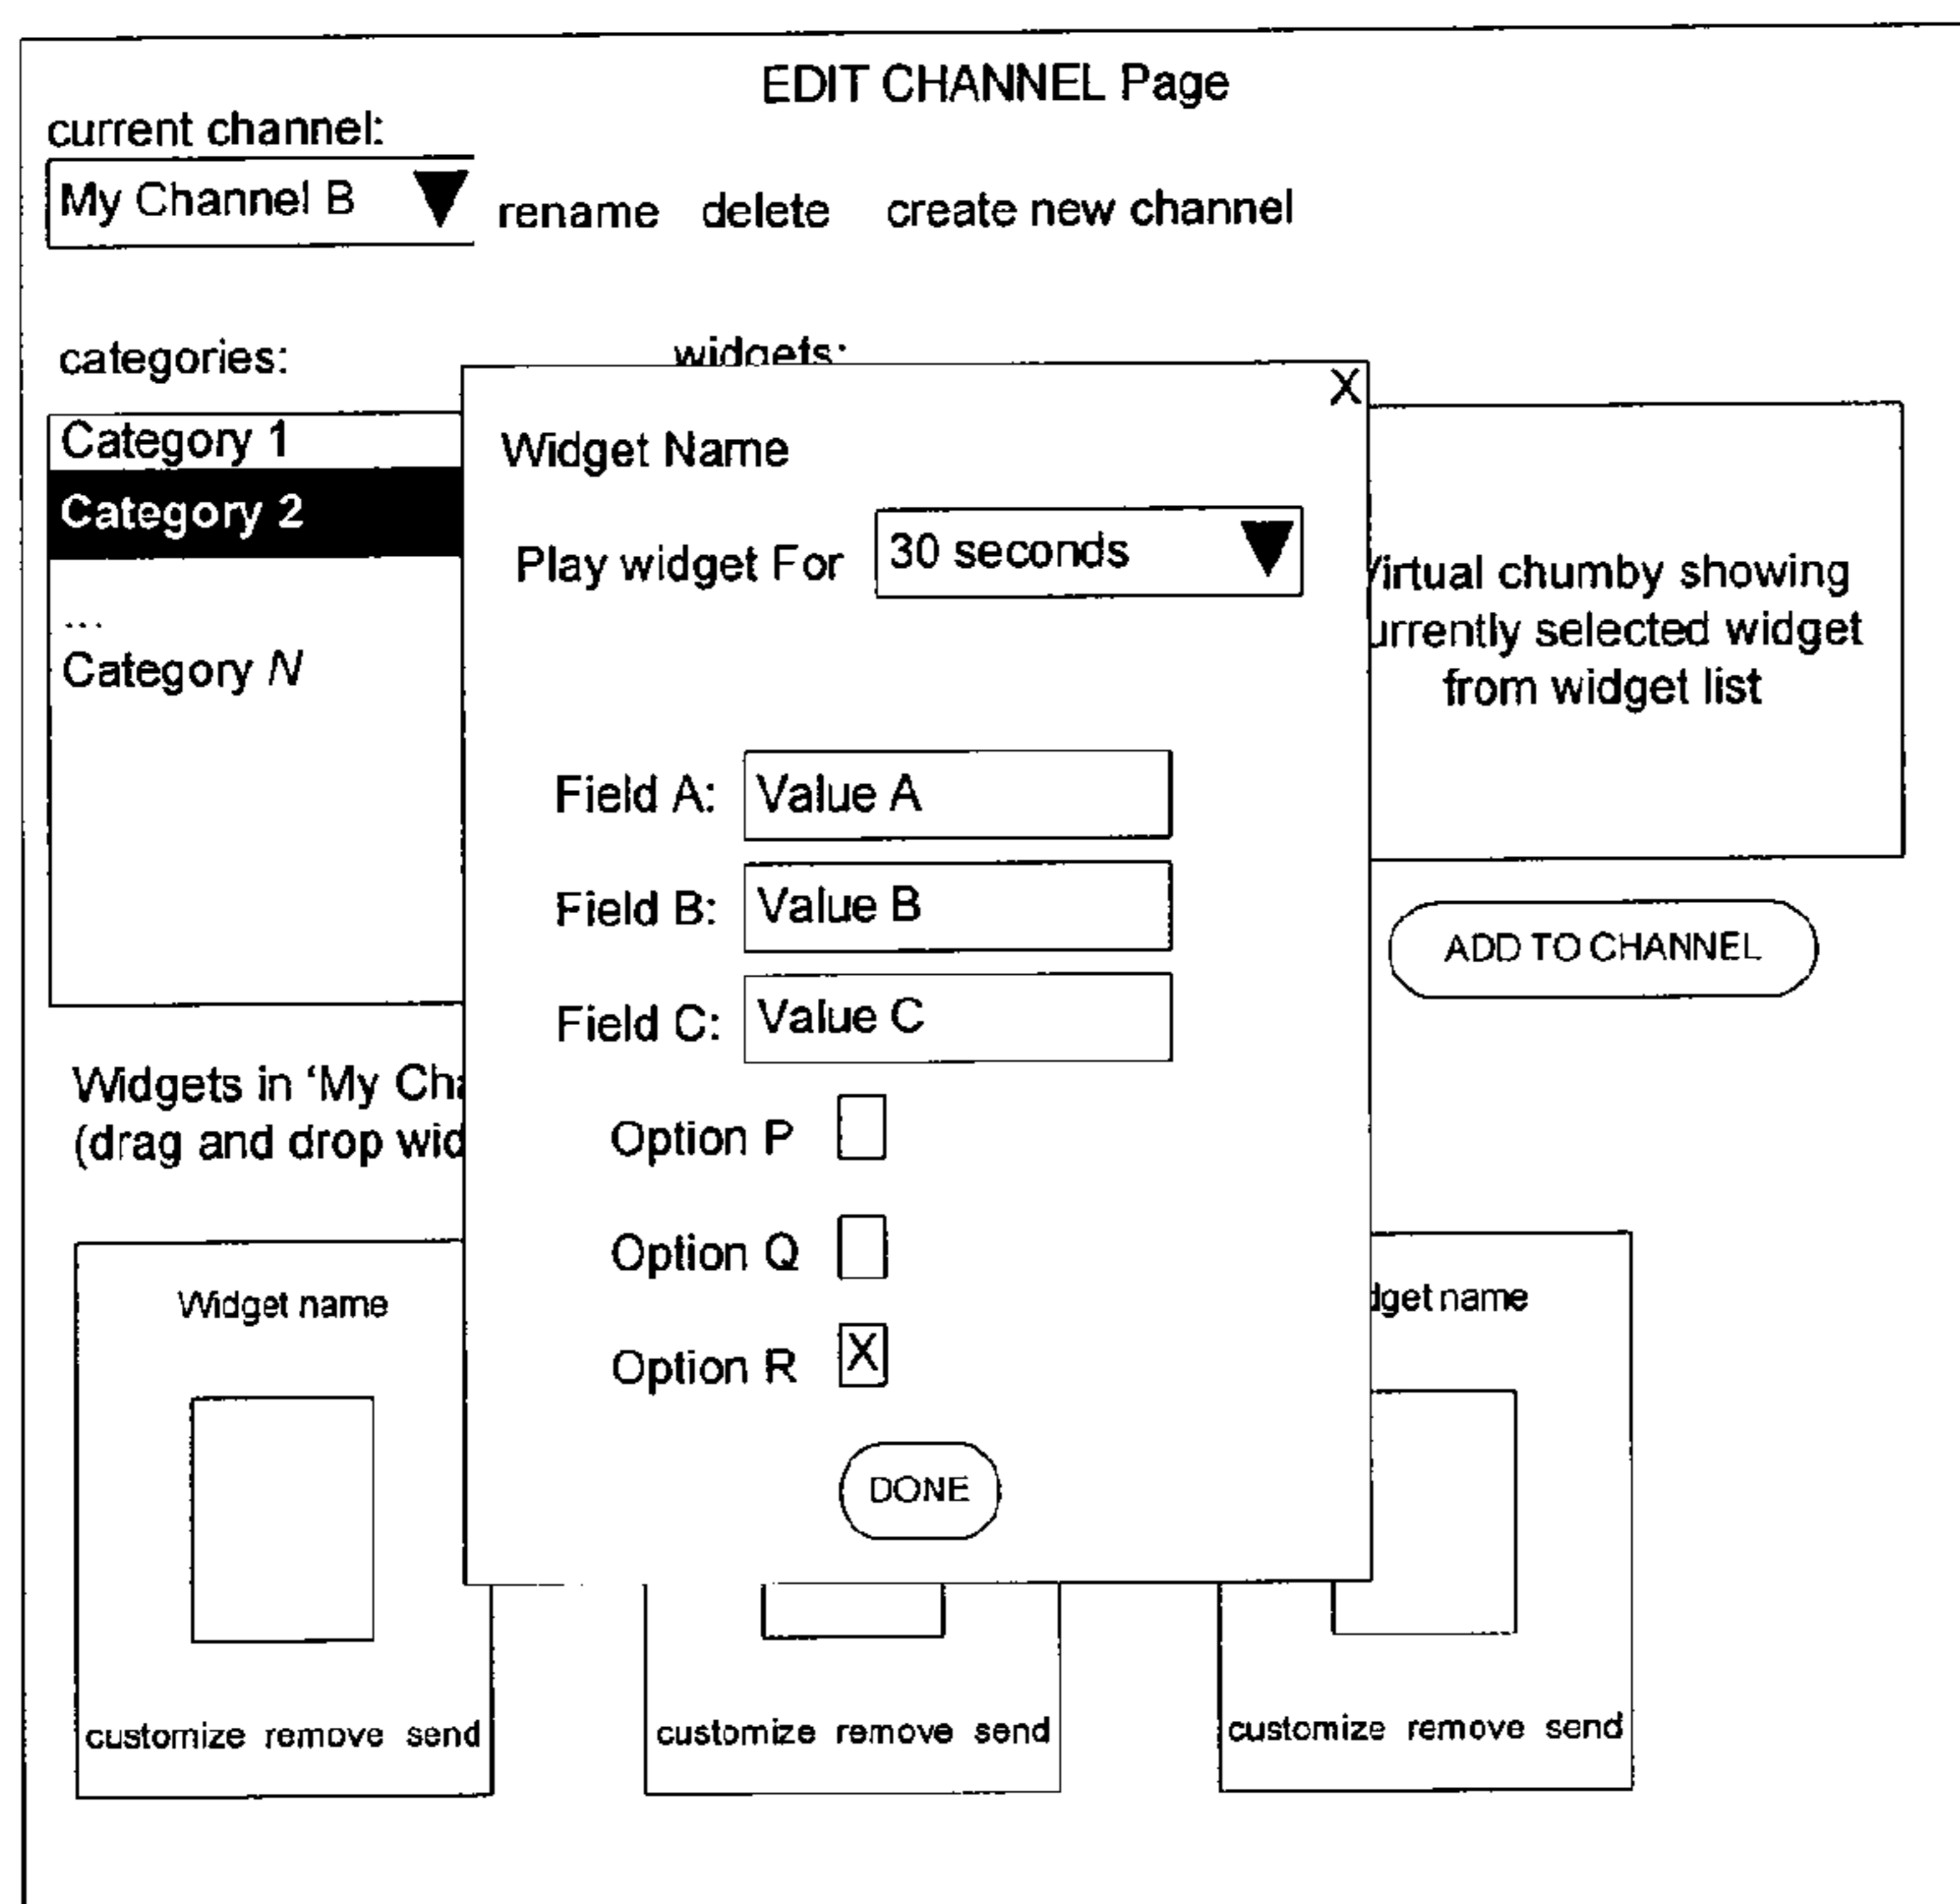 EDIT CHANNEL Page
current channel:
My Channel B
rename delete create new channel
categories:
widgets:
X
Category 1
Category 2
...
Category N
Widget Name
Play widget For 30 seconds
Field A: Value A
Field B: Value B
Field C: Value C
Option P
Option Q
Option R X
DONE
irtual chumby showing
urrently selected widget
from widget list
ADD TO CHANNEL
Widgets in ‘My Cha
(drag and drop wid
Widget name
customize remove send
customize remove send
dget name
customize remove send